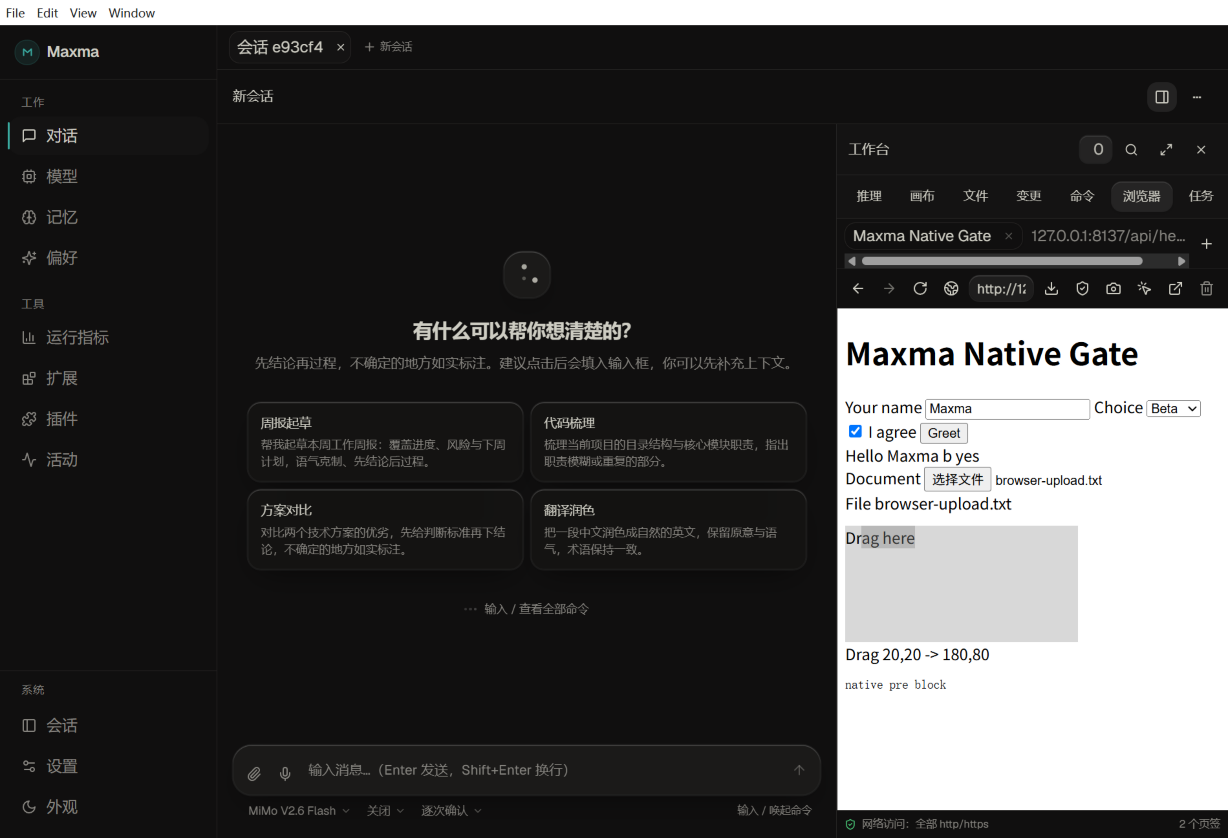 File Edit View Window
Maxma
会话 e93cf4 × + 新会话
工作
对话
模型
记忆
偏好
工具
运行指标
扩展
插件
活动
系统
会话
设置
外观
新会话
有什么可以帮你想清楚的?
先结论再过程，不确定的地方如实标注。建议点击后会填入输入框，你可以先补充上下文。
周报起草
帮我起草本周工作周报：覆盖进度、风险与下周
计划，语气克制、先结论后过程。
代码梳理
梳理当前项目的目录结构与核心模块职责，指出
职责模糊或重复的部分。
方案对比
对比两个技术方案的优劣，先给判断标准再下结
论，不确定的地方如实标注。
翻译润色
把一段中文润色成自然的英文，保留原意与语
气，术语保持一致。
··· 输入 / 查看全部命令
输入消息...（Enter 发送，Shift+Enter 换行）
MiMo V2.6 Flash 关闭 逐次确认 输入 / 唤起命令
工作台 0
推理 画布 文件 变更 命令 浏览器 任务
Maxma Native Gate × 127.0.0.1:8137/api/he... +
http://12
Maxma Native Gate
Your name Maxma Choice Beta
I agree Greet
Hello Maxma b yes
Document 选择文件 browser-upload.txt
File browser-upload.txt
Drag here
Drag 20,20 -> 180,80
native pre block
网络访问：全部 http/https 2 个页签